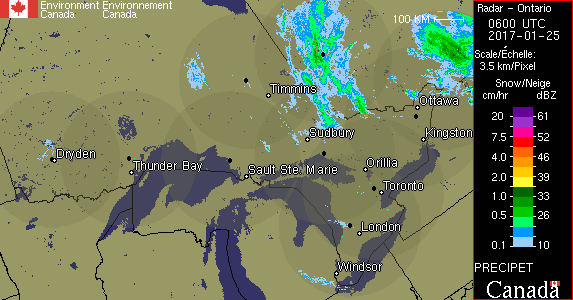 Environment Environnement
Canada Canada
100 KM
Timmins
Ottawa
Sudbury
Kingston
Dryden
Thunder Bay
Sault Ste. Marie
Orillia
Toronto
London
Windsor
Radar - Ontario
0600 UTC
2017-01-25
Scale/Échelle:
3.5 km/Pixel
Snow/Neige
cm/hr dBZ
20 61
7.5 52
4.0 46
2.0 39
1.0 33
0.5 26
0.1 10
PRECIPET
Canada